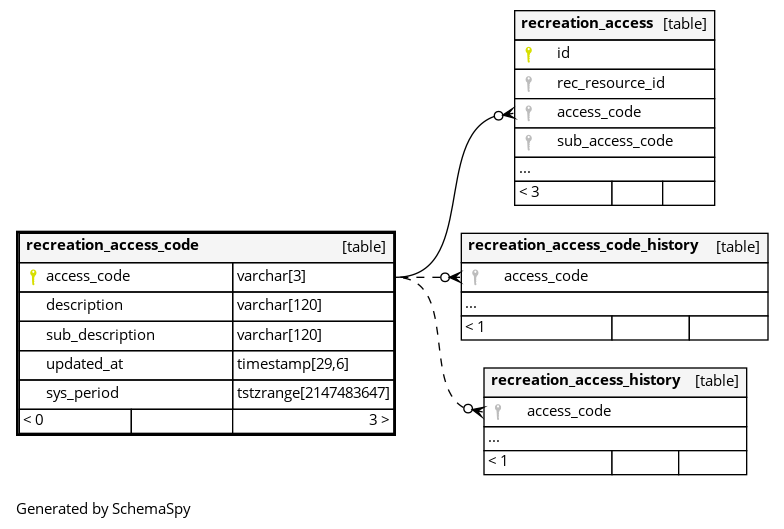 recreation_access [table]
id
rec_resource_id
access_code
sub_access_code
...
< 3
recreation_access_code [table]
access_code varchar[3]
description varchar[120]
sub_description varchar[120]
updated_at timestamp[29,6]
sys_period tstzrange[2147483647]
< 0 3 >
recreation_access_code_history [table]
access_code
...
< 1
recreation_access_history [table]
access_code
...
< 1
Generated by SchemaSpy